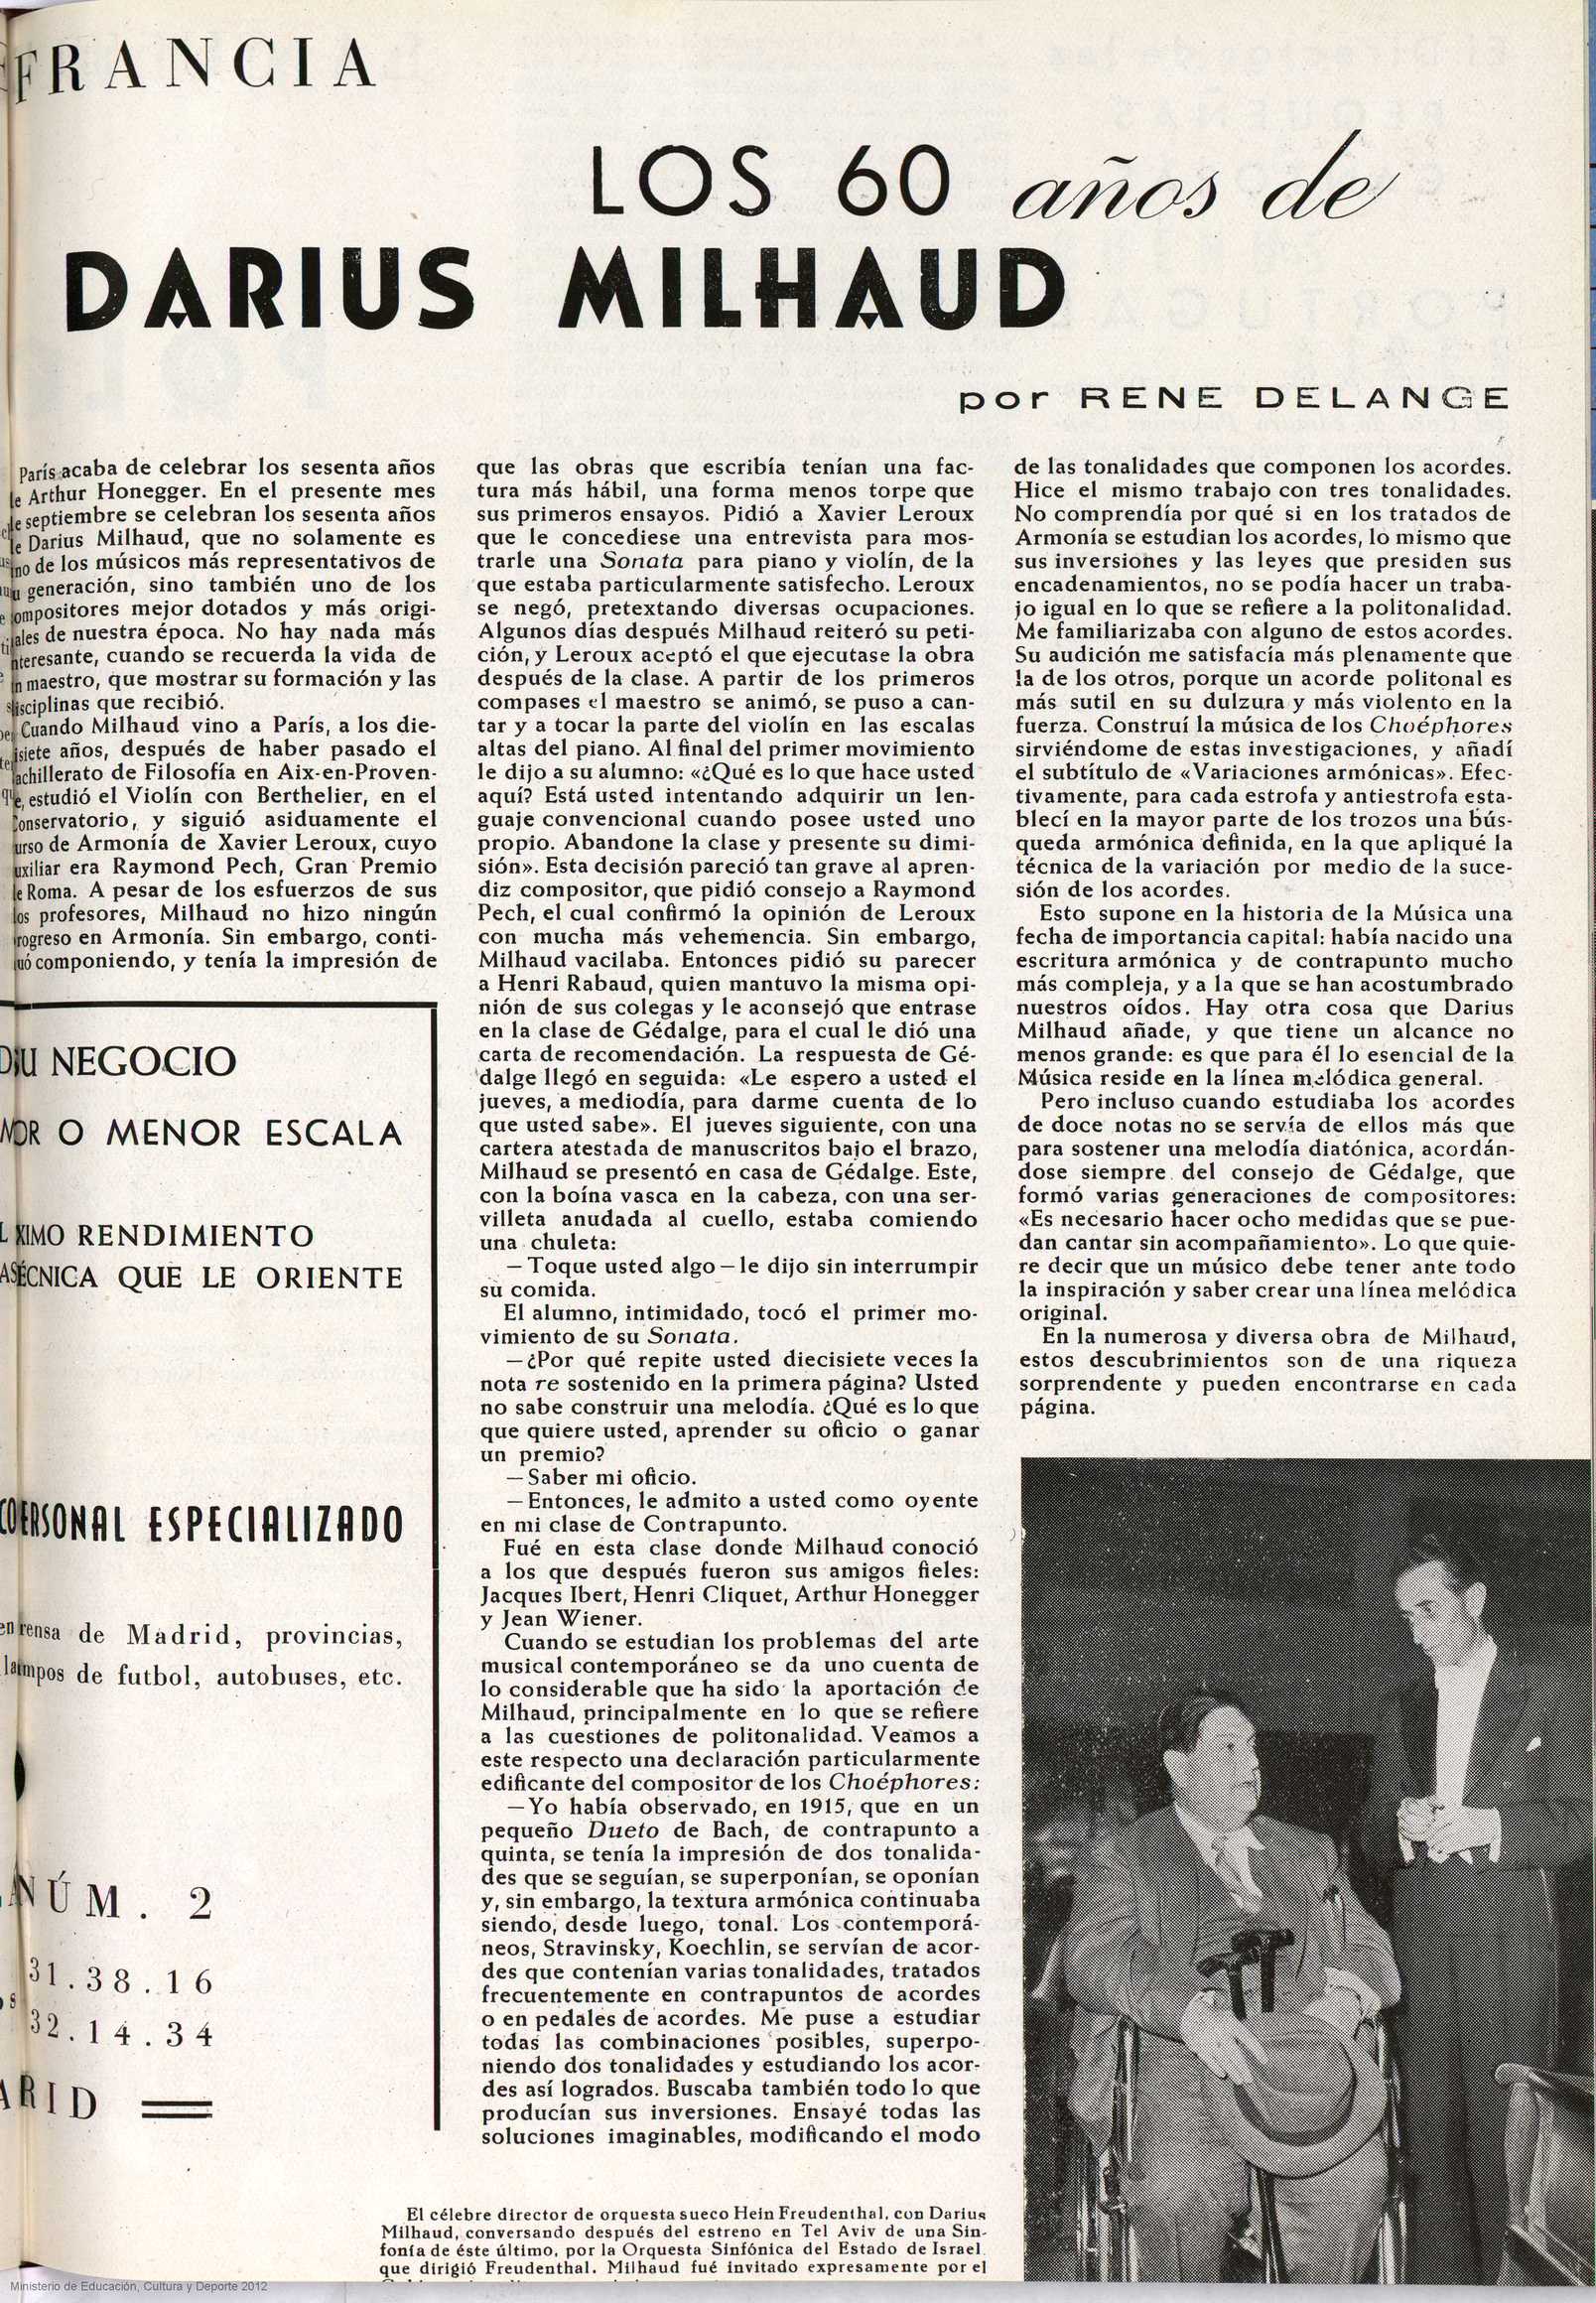 FRANCIA
LOS 60 años de
DARIUS MILHAUD
por RENE DELANGE
París acaba de celebrar los sesenta años
de Arthur Honegger. En el presente mes
de septiembre se celebran los sesenta años
de Darius Milhaud, que no solamente es
uno de los músicos más representativos de
su generación, sino también uno de los
compositores mejor dotados y más origi-
nales de nuestra época. No hay nada más
interesante, cuando se recuerda la vida de
un maestro, que mostrar su formación y las
disciplinas que recibió.
Cuando Milhaud vino a París, a los die-
cisiete años, después de haber pasado el
bachillerato de Filosofía en Aix-en-Proven-
ce, estudió el Violín con Berthelier, en el
Conservatorio, y siguió asiduamente el
curso de Armonía de Xavier Leroux, cuyo
auxiliar era Raymond Pech, Gran Premio
de Roma. A pesar de los esfuerzos de sus
dos profesores, Milhaud no hizo ningún
progreso en Armonía. Sin embargo, conti-
nuó componiendo, y tenía la impresión de
SU NEGOCIO
OR O MENOR ESCALA
XIMO RENDIMIENTO
ÉCNICA QUE LE ORIENTE
ERSONAL ESPECIALIZADO
rensa de Madrid, provincias,
mpos de futbol, autobuses, etc.
NÚM. 2
31.38.16
32.14.34
RID
que las obras que escribía tenían una fac-
tura más hábil, una forma menos torpe que
sus primeros ensayos. Pidió a Xavier Leroux
que le concediese una entrevista para mos-
trarle una Sonata para piano y violín, de la
que estaba particularmente satisfecho. Leroux
se negó, pretextando diversas ocupaciones.
Algunos días después Milhaud reiteró su peti-
ción, y Leroux aceptó el que ejecutase la obra
después de la clase. A partir de los primeros
compases el maestro se animó, se puso a can-
tar y a tocar la parte del violín en las escalas
altas del piano. Al final del primer movimiento
le dijo a su alumno: «¿Qué es lo que hace usted
aquí? Está usted intentando adquirir un len-
guaje convencional cuando posee usted uno
propio. Abandone la clase y presente su dimi-
sión». Esta decisión pareció tan grave al apren-
diz compositor, que pidió consejo a Raymond
Pech, el cual confirmó la opinión de Leroux
con mucha más vehemencia. Sin embargo,
Milhaud vacilaba. Entonces pidió su parecer
a Henri Rabaud, quien mantuvo la misma opi-
nión de sus colegas y le aconsejó que entrase
en la clase de Gédalge, para el cual le dió una
carta de recomendación. La respuesta de Gé-
dalge llegó en seguida: «Le espero a usted el
jueves, a mediodía, para darme cuenta de lo
que usted sabe». El jueves siguiente, con una
cartera atestada de manuscritos bajo el brazo,
Milhaud se presentó en casa de Gédalge. Este,
con la boína vasca en la cabeza, con una ser-
villeta anudada al cuello, estaba comiendo
una chuleta:
—Toque usted algo—le dijo sin interrumpir
su comida.
El alumno, intimidado, tocó el primer mo-
vimiento de su Sonata.
—¿Por qué repite usted diecisiete veces la
nota re sostenido en la primera página? Usted
no sabe construir una melodía. ¿Qué es lo que
que quiere usted, aprender su oficio o ganar
un premio?
—Saber mi oficio.
—Entonces, le admito a usted como oyente
en mi clase de Contrapunto.
Fué en esta clase donde Milhaud conoció
a los que después fueron sus amigos fieles:
Jacques Ibert, Henri Cliquet, Arthur Honegger
y Jean Wiener.
Cuando se estudian los problemas del arte
musical contemporáneo se da uno cuenta de
lo considerable que ha sido la aportación de
Milhaud, principalmente en lo que se refiere
a las cuestiones de politonalidad. Veamos a
este respecto una declaración particularmente
edificante del compositor de los Choéphores:
—Yo había observado, en 1915, que en un
pequeño Dueto de Bach, de contrapunto a
quinta, se tenía la impresión de dos tonalida-
des que se seguían, se superponían, se oponían
y, sin embargo, la textura armónica continuaba
siendo, desde luego, tonal. Los contemporá-
neos, Stravinsky, Koechlin, se servían de acor-
des que contenían varias tonalidades, tratados
frecuentemente en contrapuntos de acordes
o en pedales de acordes. Me puse a estudiar
todas las combinaciones posibles, superpo-
niendo dos tonalidades y estudiando los acor-
des así logrados. Buscaba también todo lo que
producían sus inversiones. Ensayé todas las
soluciones imaginables, modificando el modo
de las tonalidades que componen los acordes.
Hice el mismo trabajo con tres tonalidades.
No comprendía por qué si en los tratados de
Armonía se estudian los acordes, lo mismo que
sus inversiones y las leyes que presiden sus
encadenamientos, no se podía hacer un traba-
jo igual en lo que se refiere a la politonalidad.
Me familiarizaba con alguno de estos acordes.
Su audición me satisfacía más plenamente que
la de los otros, porque un acorde politonal es
más sutil en su dulzura y más violento en la
fuerza. Construí la música de los Choéphores
sirviéndome de estas investigaciones, y añadí
el subtítulo de «Variaciones armónicas». Efec-
tivamente, para cada estrofa y antiestrofa esta-
blecí en la mayor parte de los trozos una bús-
queda armónica definida, en la que apliqué la
técnica de la variación por medio de la suce-
sión de los acordes.
Esto supone en la historia de la Música una
fecha de importancia capital: había nacido una
escritura armónica y de contrapunto mucho
más compleja, y a la que se han acostumbrado
nuestros oídos. Hay otra cosa que Darius
Milhaud añade, y que tiene un alcance no
menos grande: es que para él lo esencial de la
Música reside en la línea melódica general.
Pero incluso cuando estudiaba los acordes
de doce notas no se servía de ellos más que
para sostener una melodía diatónica, acordán-
dose siempre del consejo de Gédalge, que
formó varias generaciones de compositores:
«Es necesario hacer ocho medidas que se pue-
dan cantar sin acompañamiento». Lo que quie-
re decir que un músico debe tener ante todo
la inspiración y saber crear una línea melódica
original.
En la numerosa y diversa obra de Milhaud,
estos descubrimientos son de una riqueza
sorprendente y pueden encontrarse en cada
página.
El célebre director de orquesta sueco Hein Freudenthal, con Darius
Milhaud, conversando después del estreno en Tel Aviv de una Sin-
fonía de éste último, por la Orquesta Sinfónica del Estado de Israel
que dirigió Freudenthal. Milhaud fué invitado expresamente por el
Ministerio de Educación, Cultura y Deporte 2012